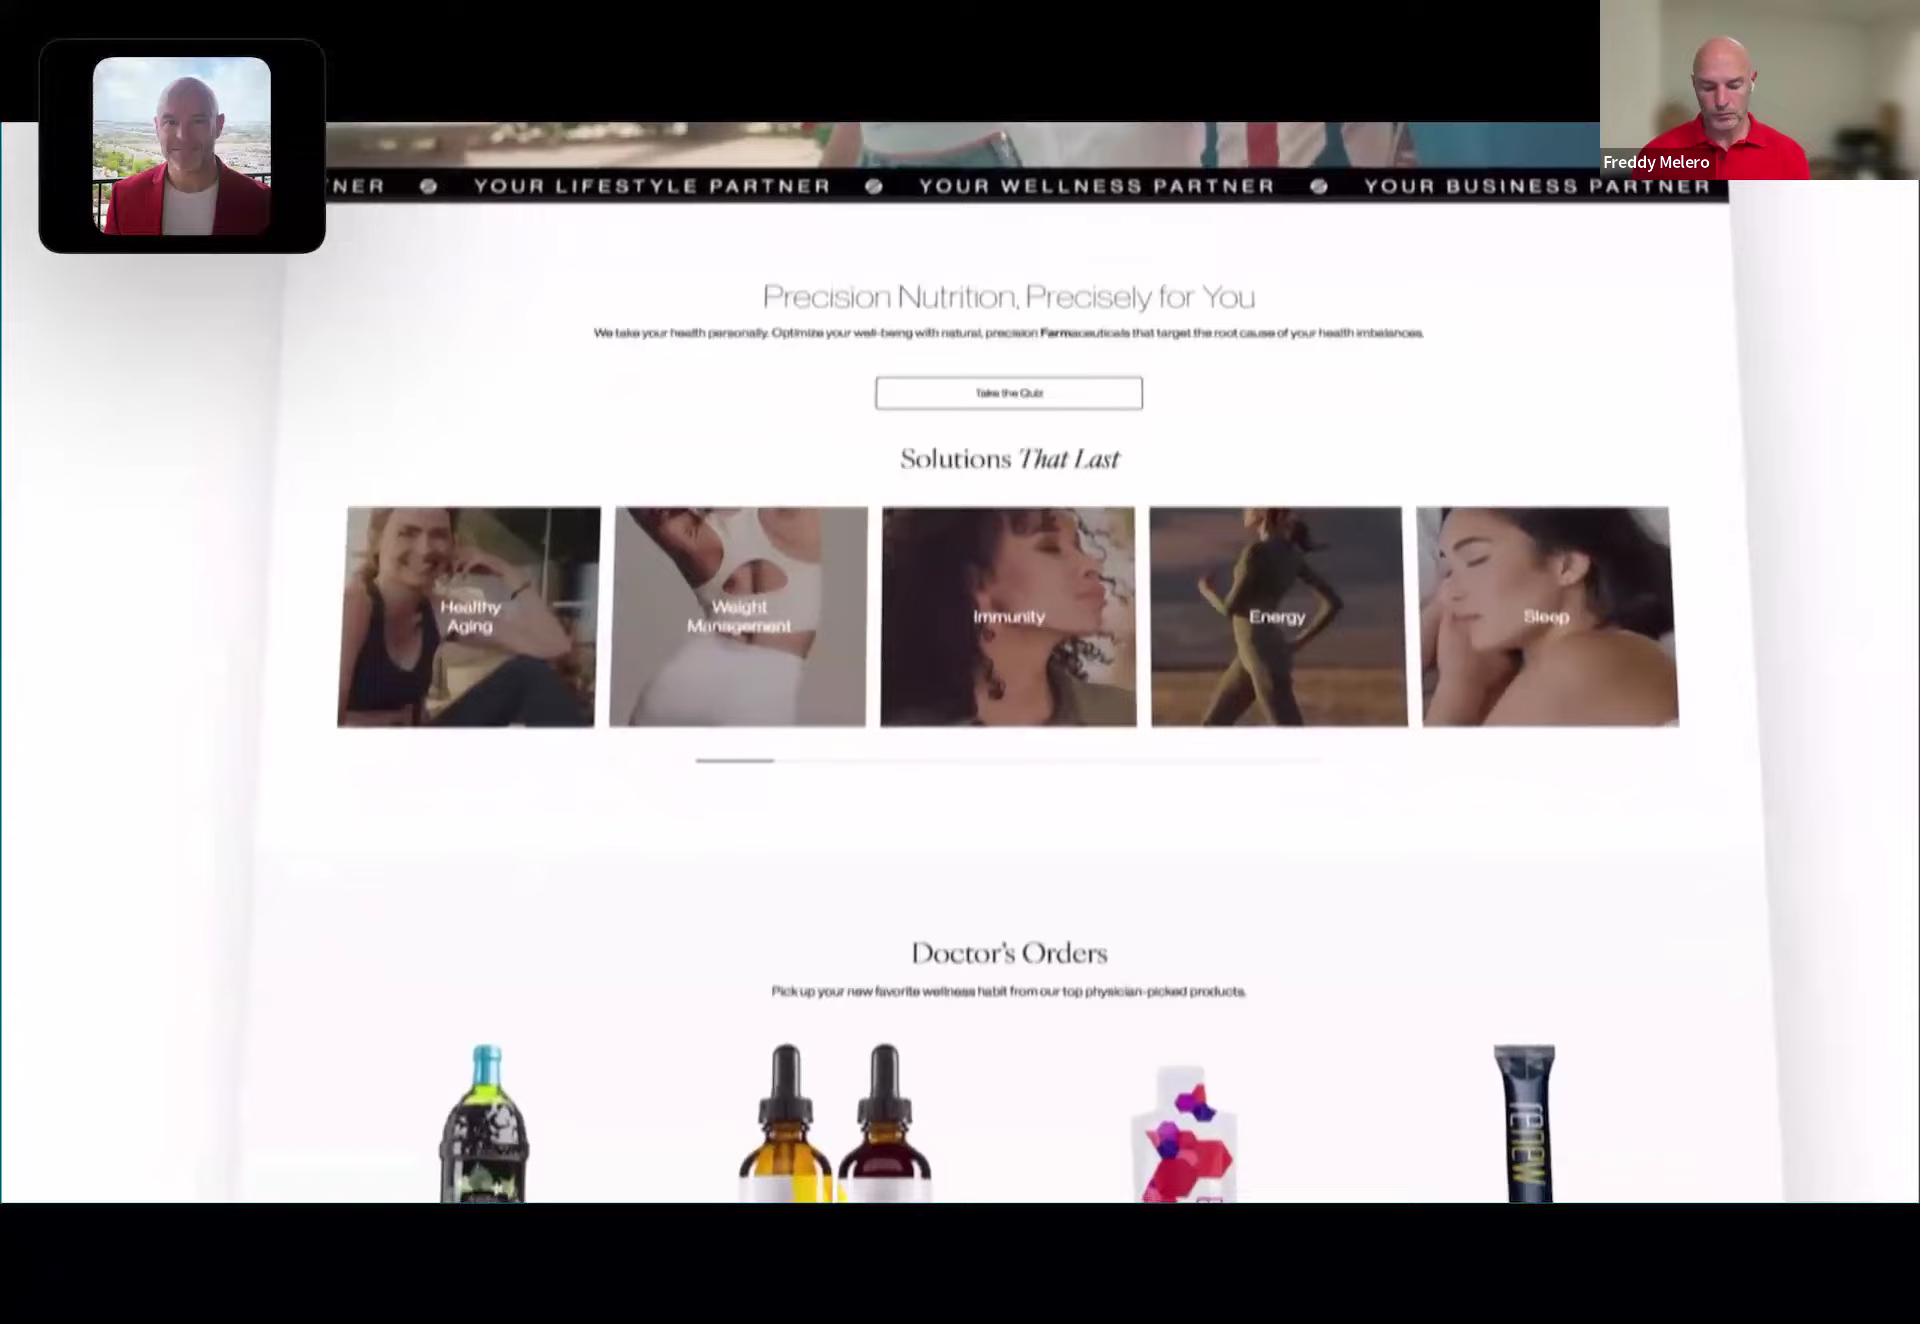 Freddy Melero
NER YOUR LIFESTYLE PARTNER YOUR WELLNESS PARTNER YOUR BUSINESS PARTNER
Precision Nutrition, Precisely for You
We take your health personally. Optimize your well-being with natural, precision Farmaceuticals that target the root cause of your health imbalances.
Take the Quiz
Solutions That Last
Healthy
Aging
Weight
Management
Immunity
Energy
Sleep
Doctor's Orders
Pick up your new favorite wellness habit from our top physician-picked products.
renew